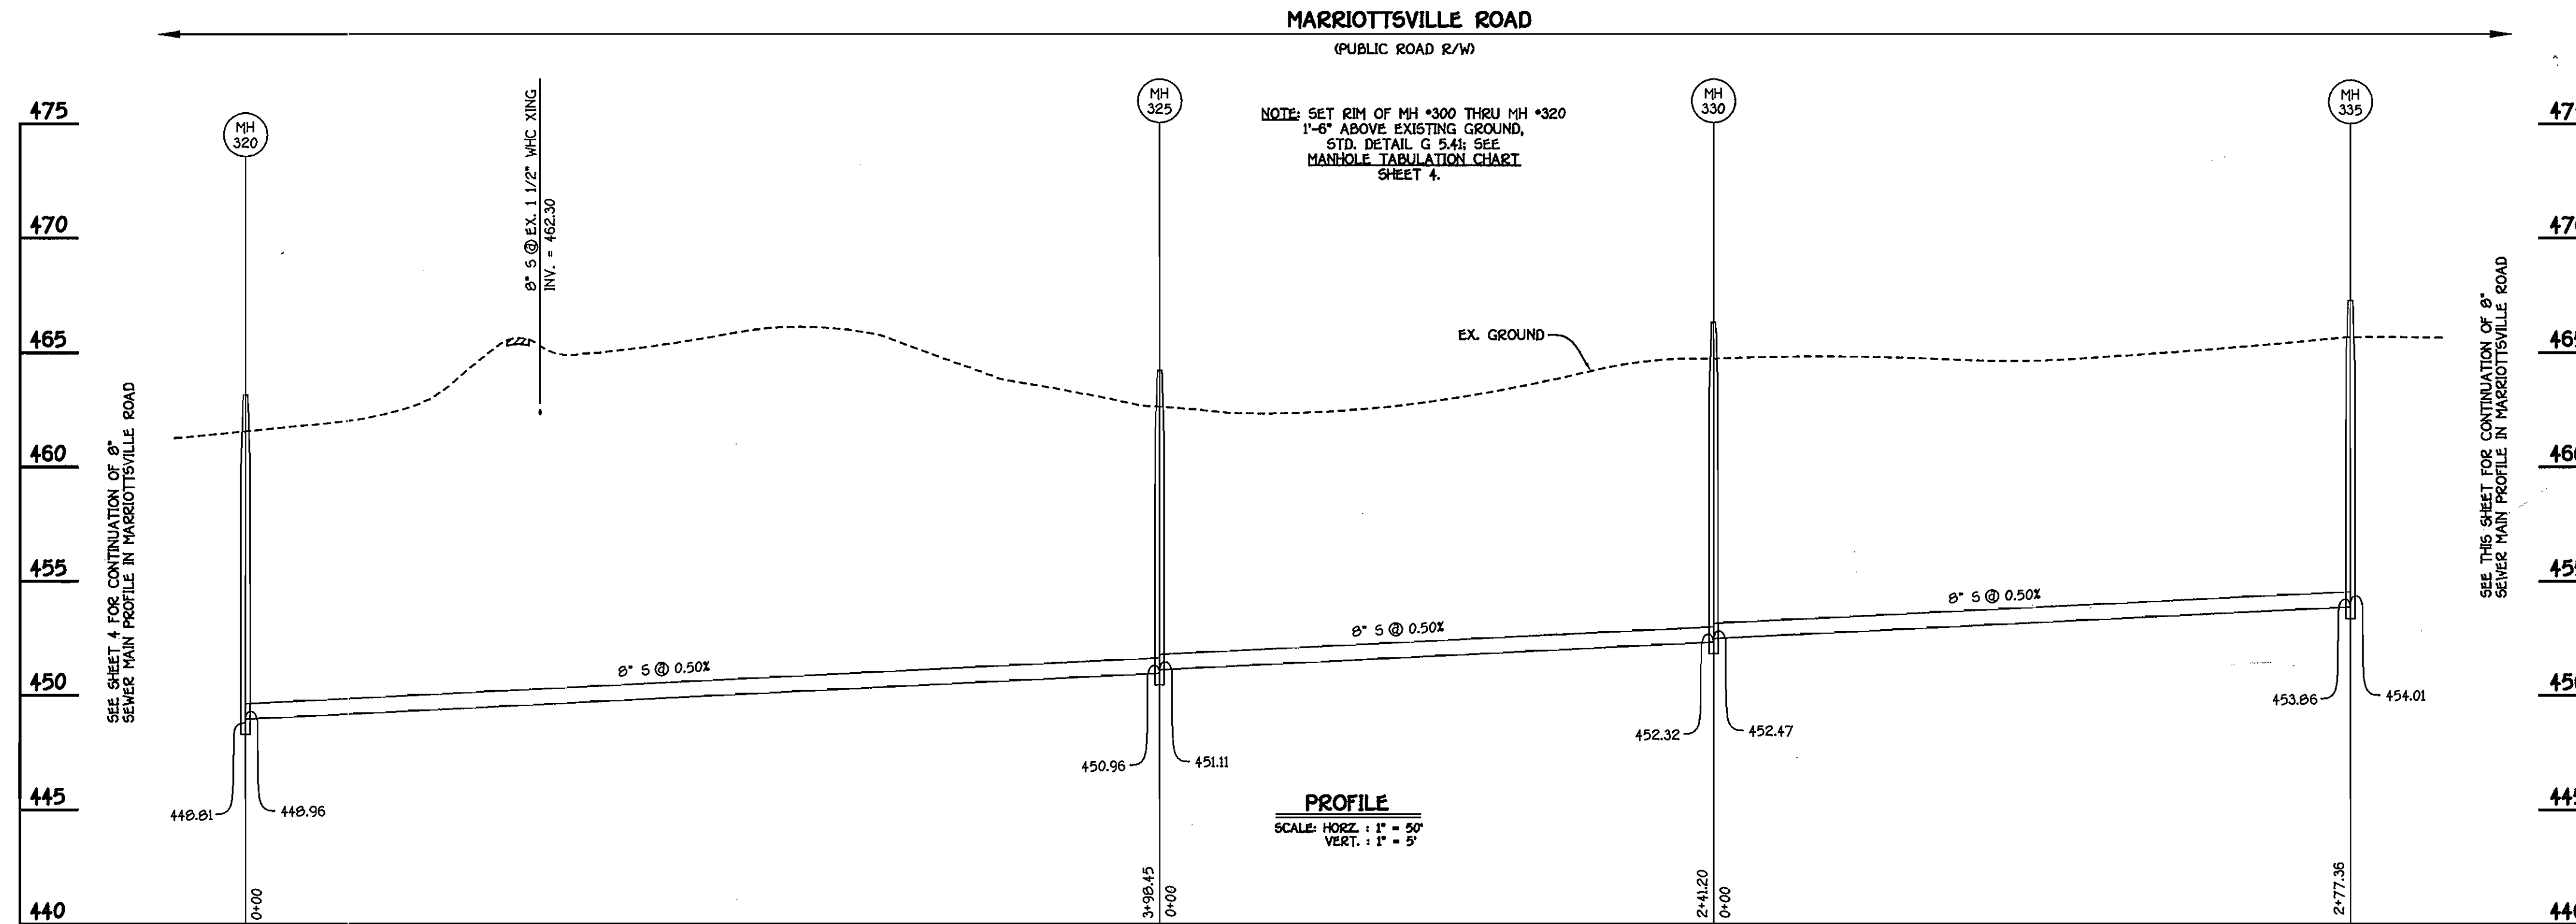 MARRIOTTSVILLE ROAD
(PUBLIC ROAD R/W)
MH
320
MH
325
MH
330
MH
335
NOTE: SET RIM OF MH #300 THRU MH #320
1'-6" ABOVE EXISTING GROUND,
STD. DETAIL G 5.41; SEE
MANHOLE TABULATION CHART
SHEET 4.
8" S @ EX. 1 1/2" WHC XING
INV. = 462.30
475
470
465
460
455
450
445
440
SEE SHEET 4 FOR CONTINUATION OF 8"
SEWER MAIN PROFILE IN MARRIOTTSVILLE ROAD
EX. GROUND
8" S @ 0.50%
8" S @ 0.50%
8" S @ 0.50%
448.81
448.96
450.96
451.11
452.32
452.47
453.86
454.01
SEE THIS SHEET FOR CONTINUATION OF 8"
SEWER MAIN PROFILE IN MARRIOTTSVILLE ROAD
PROFILE
SCALE: HORZ. : 1" = 50'
VERT. : 1" = 5'
0+00
3+98.45
0+00
2+41.20
0+00
2+77.36